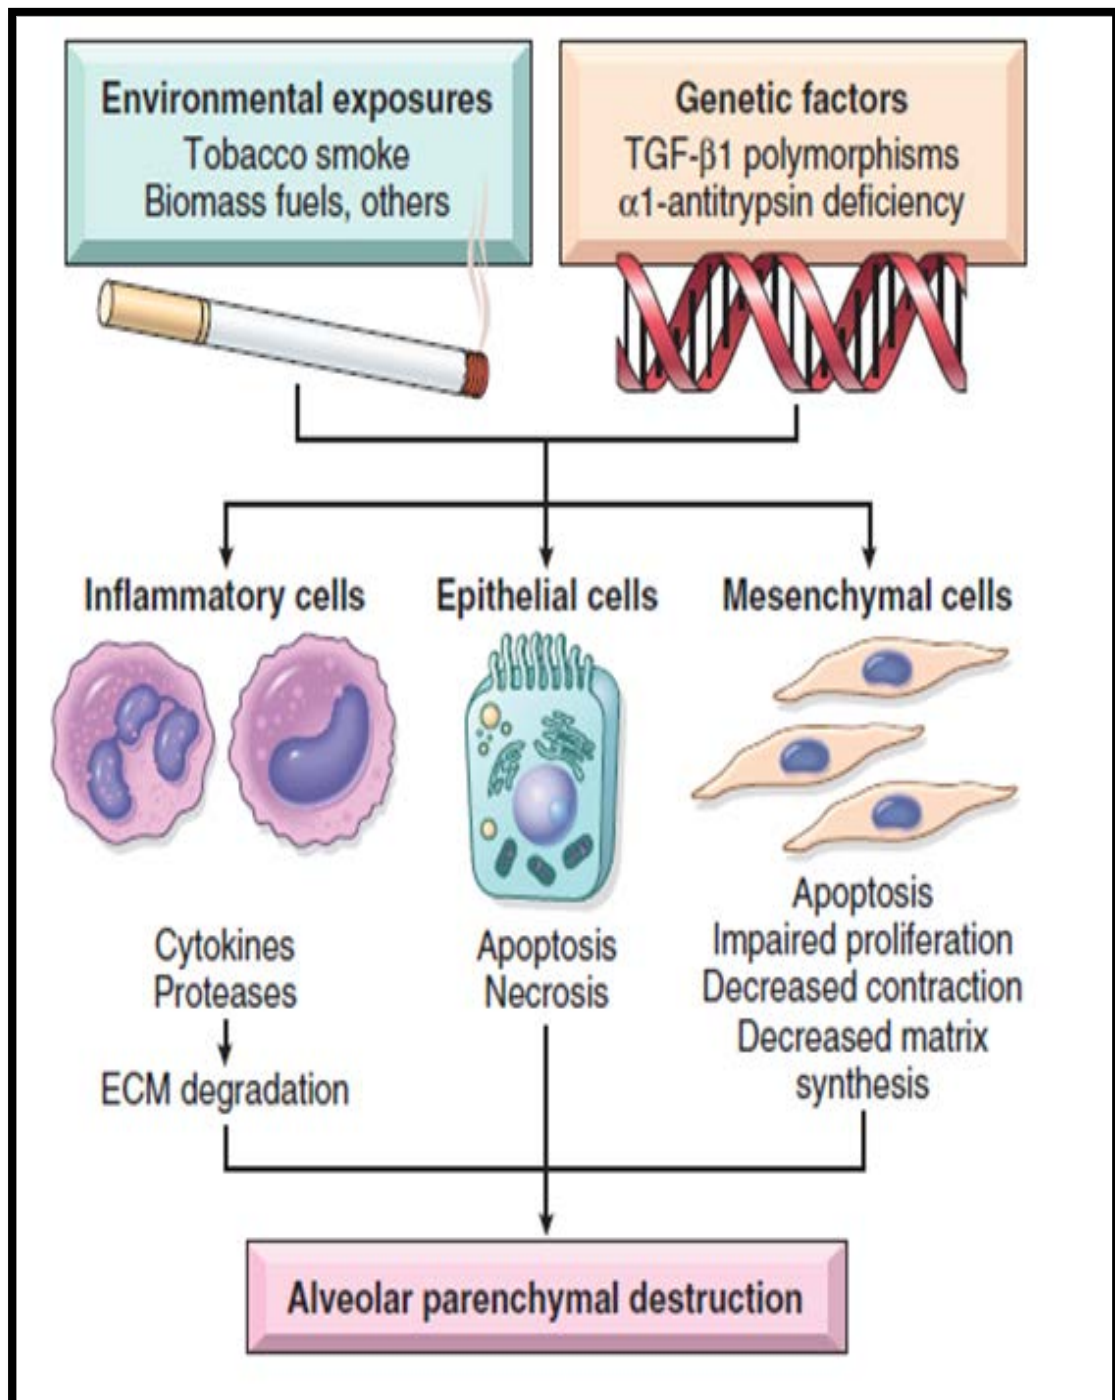 Environmental exposures
Tobacco smoke
Biomass fuels, others
Genetic factors
TGF-β1 polymorphisms
α1-antitrypsin deficiency
Inflammatory cells
Epithelial cells
Mesenchymal cells
Cytokines
Proteases
ECM degradation
Apoptosis
Necrosis
Apoptosis
Impaired proliferation
Decreased contraction
Decreased matrix
synthesis
Alveolar parenchymal destruction